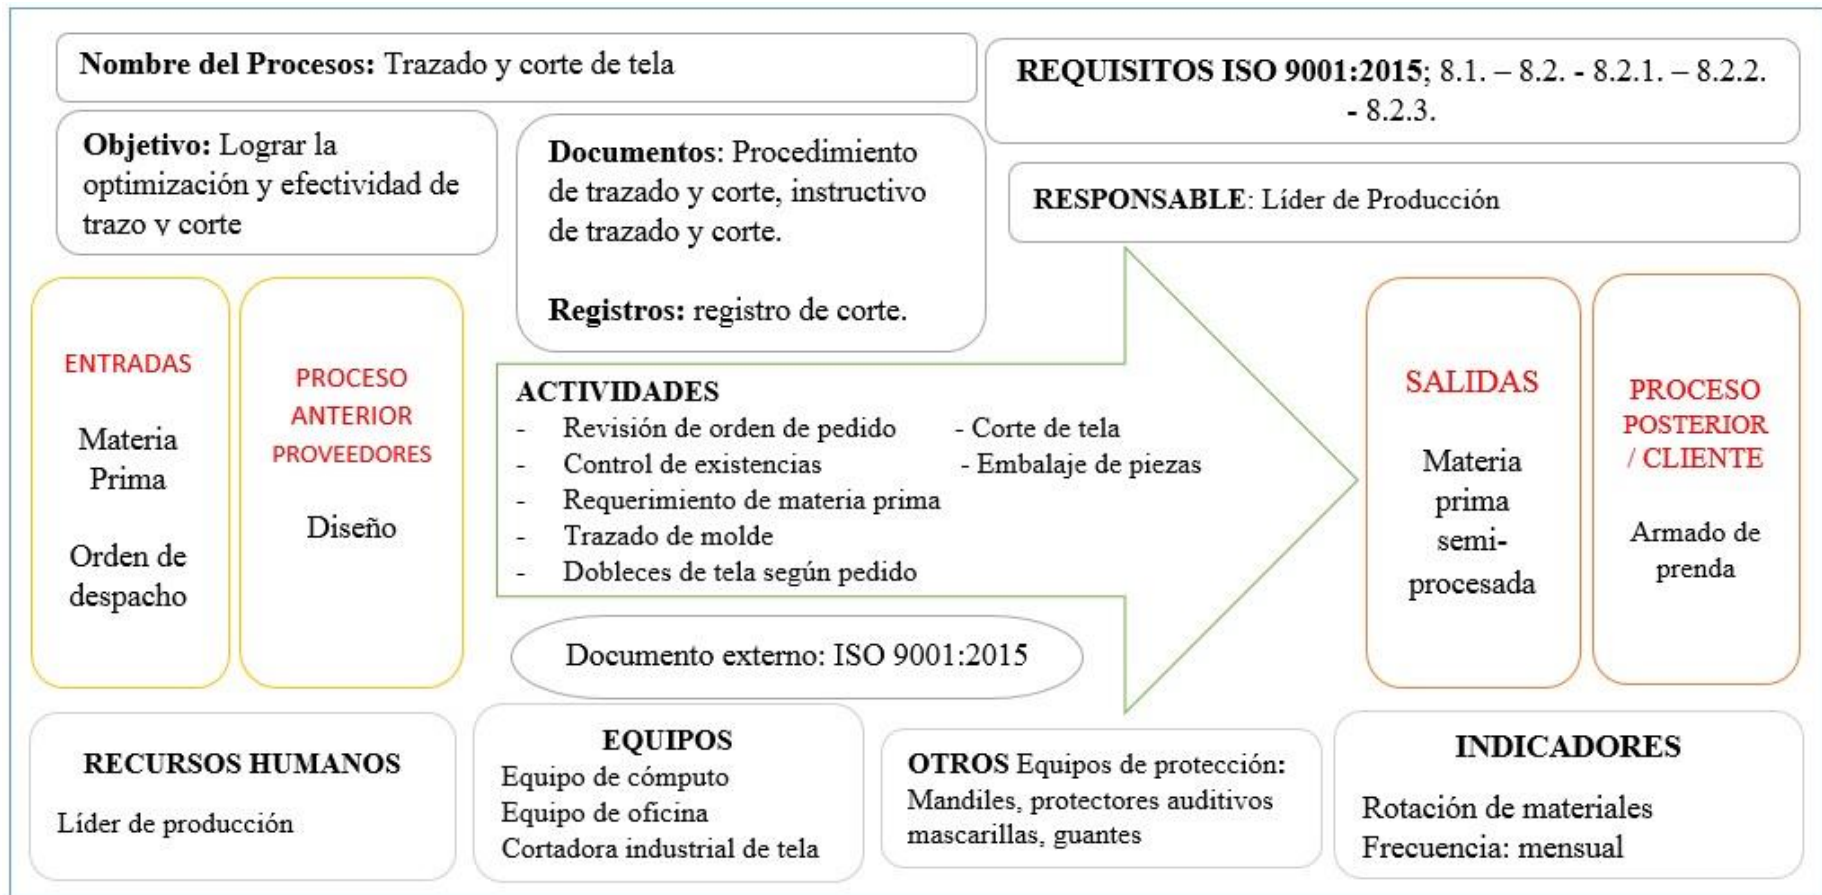 Nombre del Procesos: Trazado y corte de tela
REQUISITOS ISO 9001:2015; 8.1. – 8.2. - 8.2.1. – 8.2.2.
- 8.2.3.
Objetivo: Lograr la
optimización y efectividad de
trazo y corte
Documentos: Procedimiento
de trazado y corte, instructivo
de trazado y corte.
Registros: registro de corte.
RESPONSABLE: Líder de Producción
ENTRADAS
Materia
Prima
Orden de
despacho
PROCESO
ANTERIOR
PROVEEDORES
Diseño
ACTIVIDADES
- Revisión de orden de pedido - Corte de tela
- Control de existencias - Embalaje de piezas
- Requerimiento de materia prima
- Trazado de molde
- Dobleces de tela según pedido
SALIDAS
Materia
prima
semi-
procesada
PROCESO
POSTERIOR
/ CLIENTE
Armado de
prenda
Documento externo: ISO 9001:2015
RECURSOS HUMANOS
Líder de producción
EQUIPOS
Equipo de cómputo
Equipo de oficina
Cortadora industrial de tela
OTROS Equipos de protección:
Mandiles, protectores auditivos
mascarillas, guantes
INDICADORES
Rotación de materiales
Frecuencia: mensual